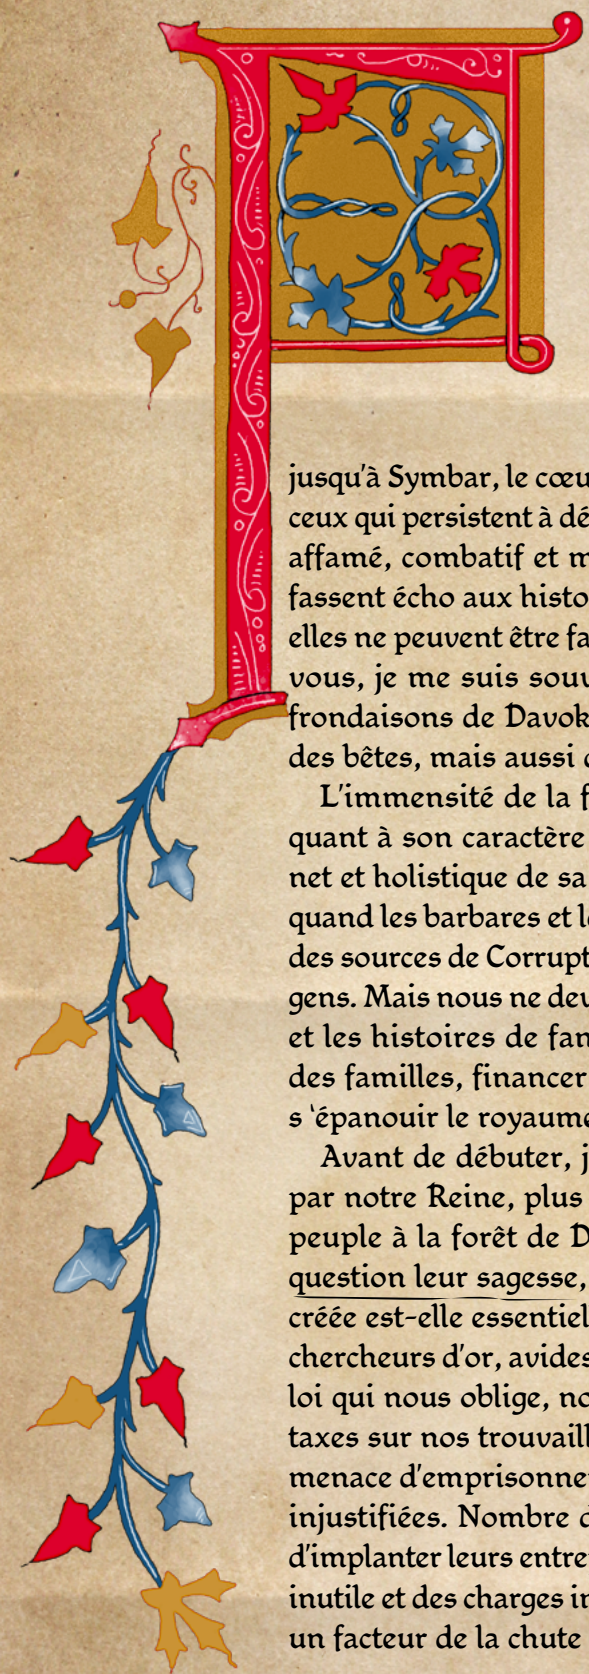 P
jusqu'à Symbar, le cœu
ceux qui persistent à dé
affamé, combatif et m
fassent écho aux histo
elles ne peuvent être fa
vous, je me suis souv
frondaisons de Davok
des bêtes, mais aussi
L'immensité de la f
quant à son caractère
net et holistique de sa
quand les barbares et l
des sources de Corrupt
gens. Mais nous ne deu
et les histoires de fan
des familles, financer
s 'épanouir le royaume
Avant de débuter, j
par notre Reine, plus
peuple à la forêt de D
question leur sagesse,
créée est-elle essentiel
chercheurs d'or, avides
loi qui nous oblige, no
taxes sur nos trouvaill
menace d'emprisonne
injustifiées. Nombre d
d'implanter leurs entre
inutile et des charges in
un facteur de la chute